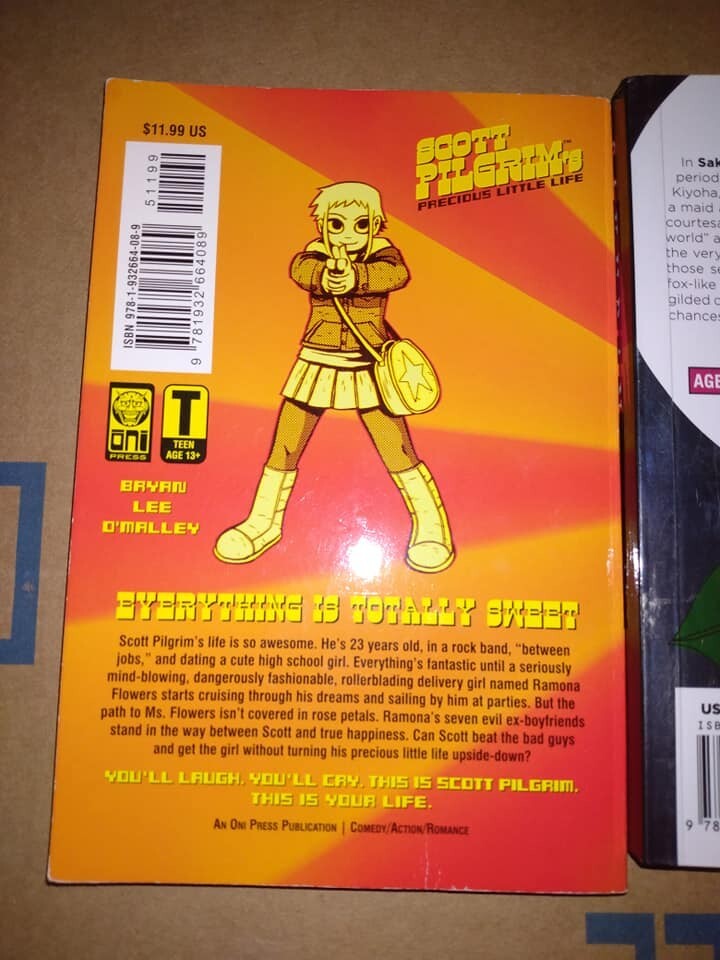 $11.99 US
51199
ISBN 978-1-932664-08-9
9 781932 664089
SCOTT
PILGRIM's™
PRECIOUS LITTLE LIFE
ōni
PRESS
T
TEEN
AGE 13+
BRYAN
LEE
O'MALLEY
EVERYTHING IS TOTALLY SWEET
Scott Pilgrim's life is so awesome. He's 23 years old, in a rock band, "between
jobs," and dating a cute high school girl. Everything's fantastic until a seriously
mind-blowing, dangerously fashionable, rollerblading delivery girl named Ramona
Flowers starts cruising through his dreams and sailing by him at parties. But the
path to Ms. Flowers isn't covered in rose petals. Ramona's seven evil ex-boyfriends
stand in the way between Scott and true happiness. Can Scott beat the bad guys
and get the girl without turning his precious little life upside-down?
YOU'LL LAUGH. YOU'LL CRY. THIS IS SCOTT PILGRIM.
THIS IS YOUR LIFE.
AN ONI PRESS PUBLICATION | COMEDY/ACTION/ROMANCE
In Sak
period
Kiyoha,
a maid
courtesa
world" a
the very
those se
fox-like
gilded c
chances
AGE
US
ISB
9 78